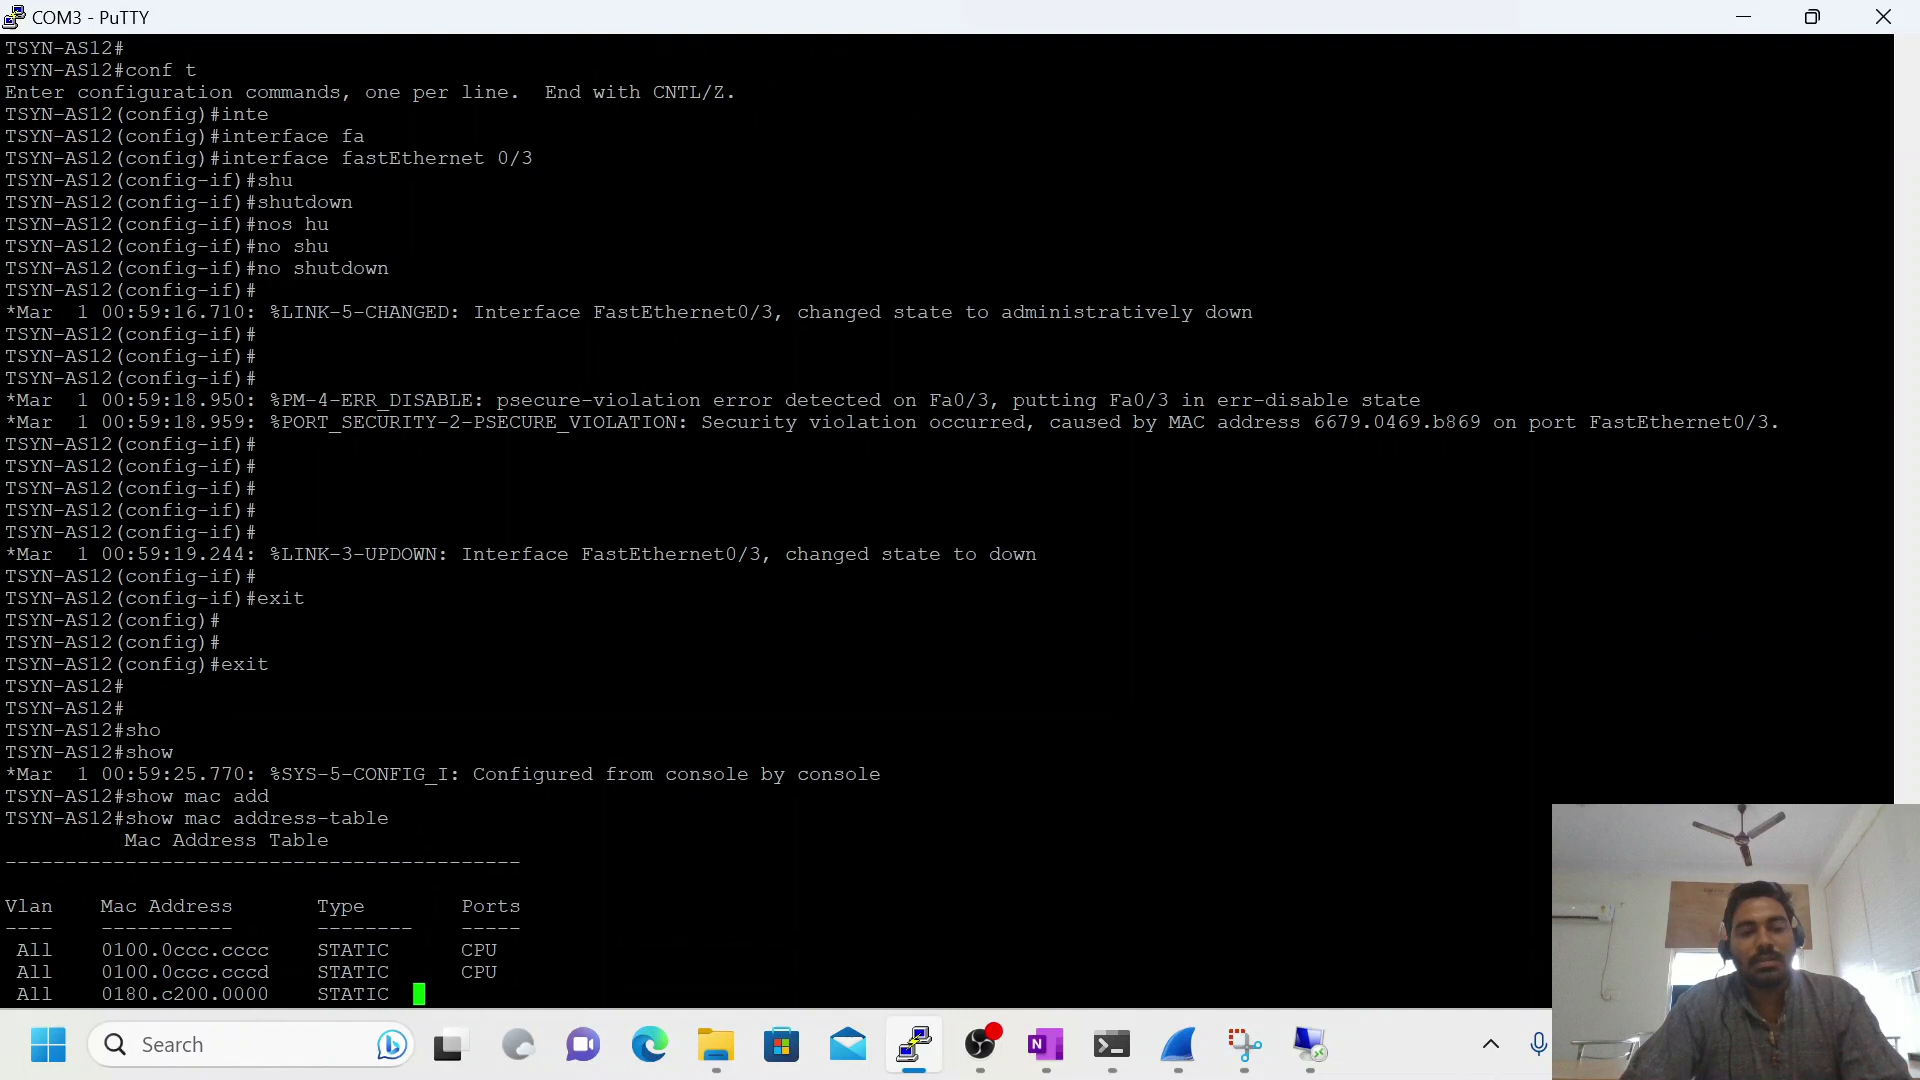 COM3 - PuTTY
TSYN-AS12#
TSYN-AS12#conf t
Enter configuration commands, one per line.  End with CNTL/Z.
TSYN-AS12(config)#inte
TSYN-AS12(config)#interface fa
TSYN-AS12(config)#interface fastEthernet 0/3
TSYN-AS12(config-if)#shu
TSYN-AS12(config-if)#shutdown
TSYN-AS12(config-if)#nos hu
TSYN-AS12(config-if)#no shu
TSYN-AS12(config-if)#no shutdown
TSYN-AS12(config-if)#
*Mar  1 00:59:16.710: %LINK-5-CHANGED: Interface FastEthernet0/3, changed state to administratively down
TSYN-AS12(config-if)#
TSYN-AS12(config-if)#
TSYN-AS12(config-if)#
*Mar  1 00:59:18.950: %PM-4-ERR_DISABLE: psecure-violation error detected on Fa0/3, putting Fa0/3 in err-disable state
*Mar  1 00:59:18.959: %PORT_SECURITY-2-PSECURE_VIOLATION: Security violation occurred, caused by MAC address 6679.0469.b869 on port FastEthernet0/3.
TSYN-AS12(config-if)#
TSYN-AS12(config-if)#
TSYN-AS12(config-if)#
TSYN-AS12(config-if)#
TSYN-AS12(config-if)#
*Mar  1 00:59:19.244: %LINK-3-UPDOWN: Interface FastEthernet0/3, changed state to down
TSYN-AS12(config-if)#
TSYN-AS12(config-if)#exit
TSYN-AS12(config)#
TSYN-AS12(config)#
TSYN-AS12(config)#exit
TSYN-AS12#
TSYN-AS12#
TSYN-AS12#sho
TSYN-AS12#show
*Mar  1 00:59:25.770: %SYS-5-CONFIG_I: Configured from console by console
TSYN-AS12#show mac add
TSYN-AS12#show mac address-table
Mac Address Table
-------------------------------------------
Vlan    Mac Address       Type        Ports
----    -----------       --------    -----
All    0100.0ccc.cccc    STATIC      CPU
All    0100.0ccc.cccd    STATIC      CPU
All    0180.c200.0000    STATIC
Search